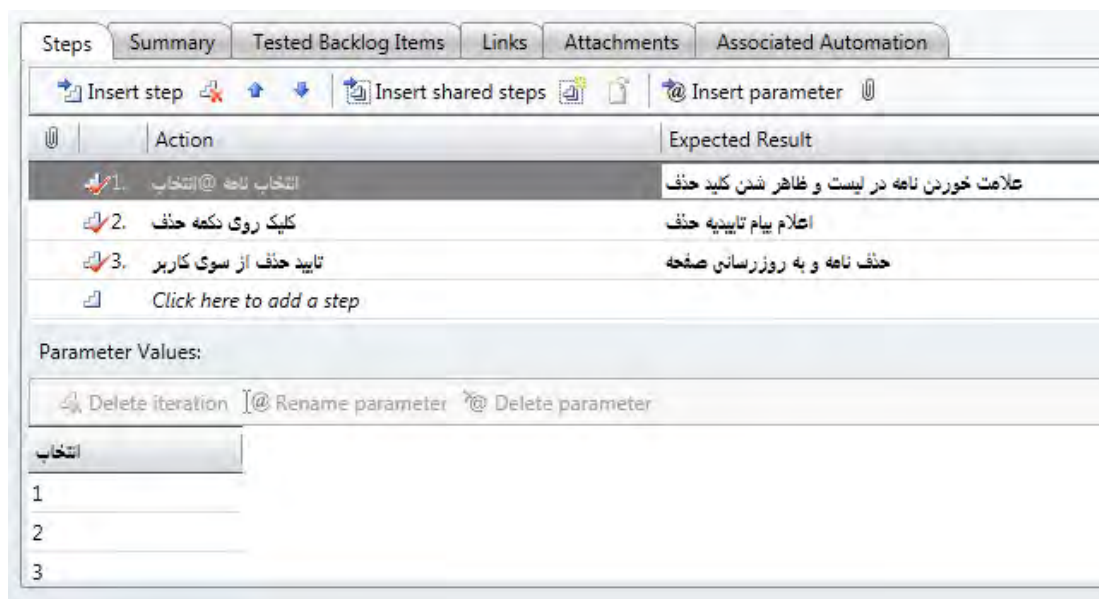 Steps Summary Tested Backlog Items Links Attachments Associated Automation
Insert step Insert shared steps @ Insert parameter
Action Expected Result
1. انتخاب نامه @انتخاب علامت خوردن نامه در لیست و ظاهر شدن کلید حذف
2. کلیک روی دکمه حذف اعلام پیام تاییدیه حذف
3. تایید حذف از سوی کاربر حذف نامه و به روزرسانی صفحه
Click here to add a step
Parameter Values:
Delete iteration @ Rename parameter @ Delete parameter
انتخاب
1
2
3